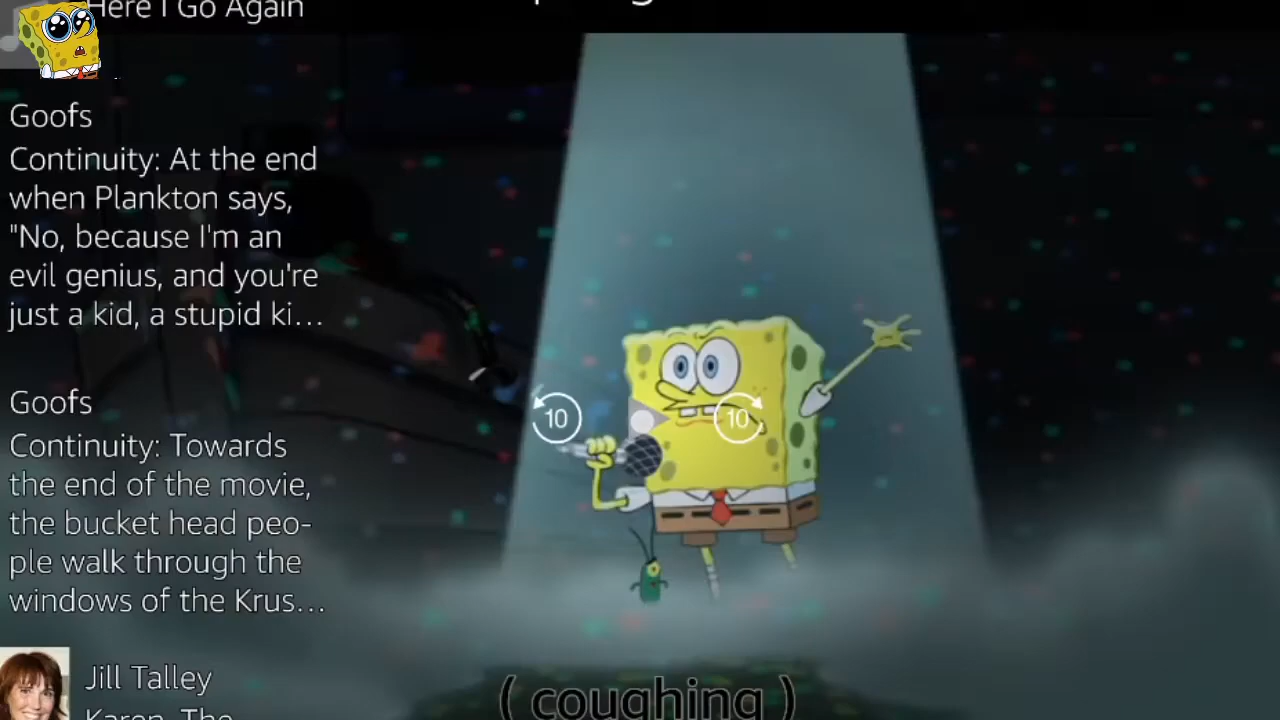 Here I Go Again
Goofs
Continuity: At the end
when Plankton says,
"No, because I'm an
evil genius, and you're
just a kid, a stupid ki...
Goofs
Continuity: Towards
the end of the movie,
the bucket head peo-
ple walk through the
windows of the Krus...
10
10
Jill Talley
Karen, The
( coughing )